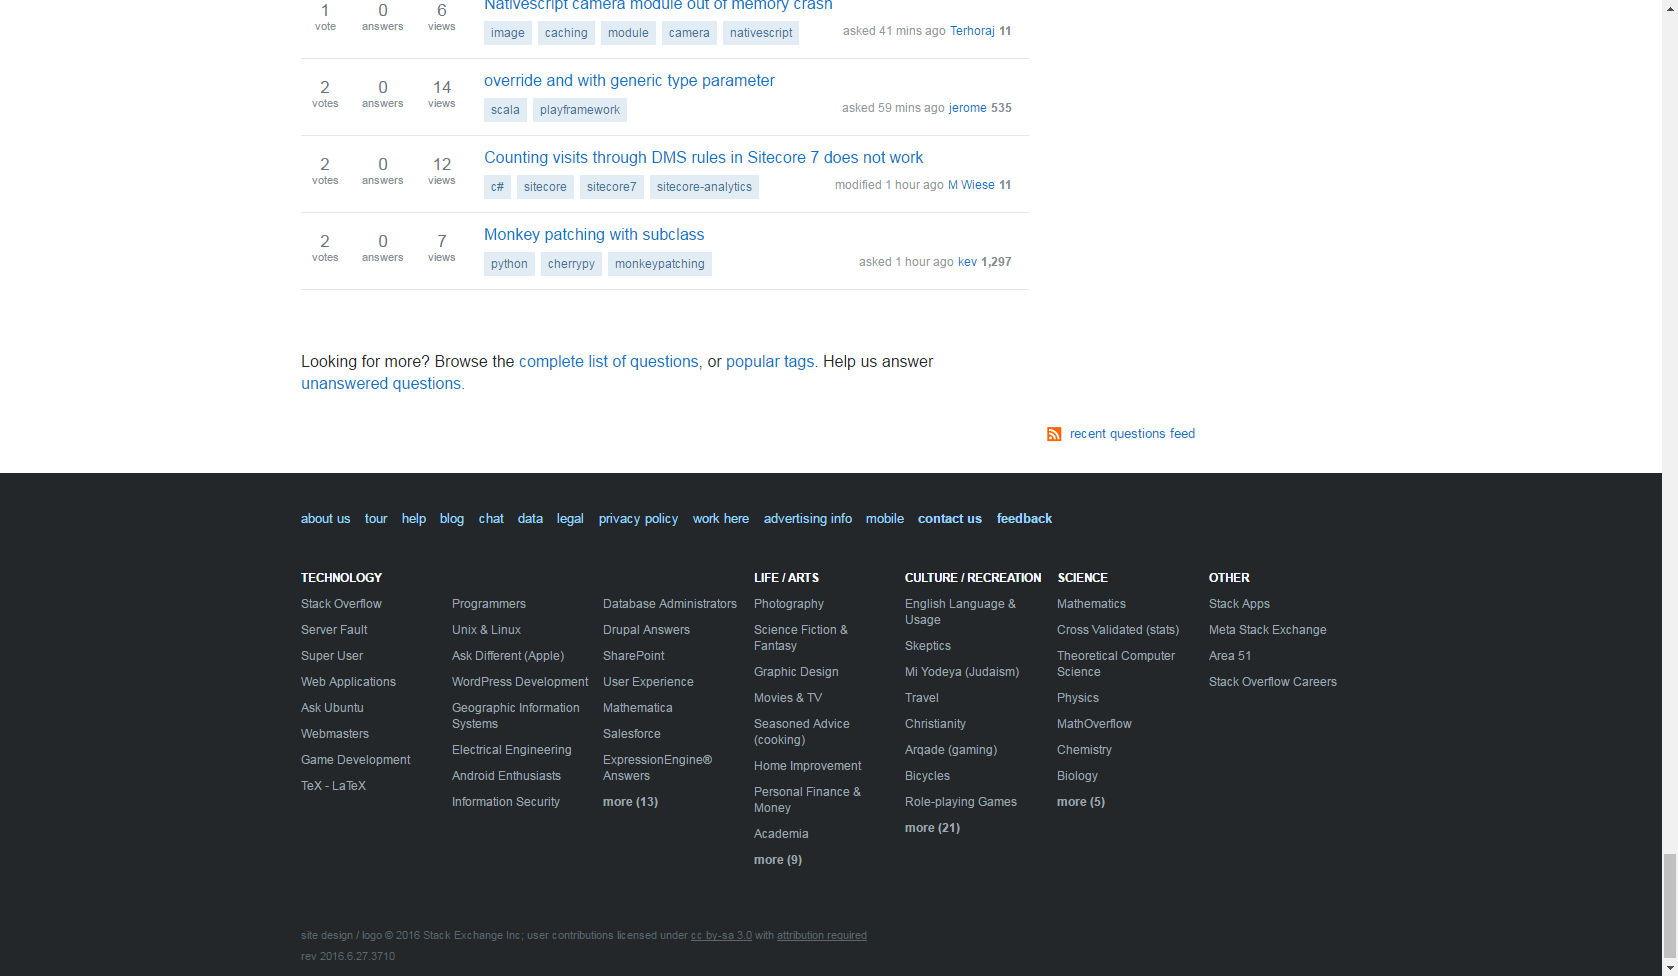 Nativescript camera module out of memory crash
1 0 6
vote answers views
image caching module camera nativescript
asked 41 mins ago Terhoraj 11
override and with generic type parameter
2 0 14
votes answers views
scala playframework
asked 59 mins ago jerome 535
Counting visits through DMS rules in Sitecore 7 does not work
2 0 12
votes answers views
c# sitecore sitecore7 sitecore-analytics
modified 1 hour ago M Wiese 11
Monkey patching with subclass
2 0 7
votes answers views
python cherrypy monkeypatching
asked 1 hour ago kev 1,297
Looking for more? Browse the complete list of questions, or popular tags. Help us answer
unanswered questions.
recent questions feed
about us tour help blog chat data legal privacy policy work here advertising info mobile contact us feedback
TECHNOLOGY
Stack Overflow
Server Fault
Super User
Web Applications
Ask Ubuntu
Webmasters
Game Development
TeX - LaTeX
Programmers
Unix & Linux
Ask Different (Apple)
WordPress Development
Geographic Information
Systems
Electrical Engineering
Android Enthusiasts
Information Security
Database Administrators
Drupal Answers
SharePoint
User Experience
Mathematica
Salesforce
ExpressionEngine®
Answers
more (13)
LIFE / ARTS
Photography
Science Fiction &
Fantasy
Graphic Design
Movies & TV
Seasoned Advice
(cooking)
Home Improvement
Personal Finance &
Money
Academia
more (9)
CULTURE / RECREATION
English Language &
Usage
Skeptics
Mi Yodeya (Judaism)
Travel
Christianity
Arqade (gaming)
Bicycles
Role-playing Games
more (21)
SCIENCE
Mathematics
Cross Validated (stats)
Theoretical Computer
Science
Physics
MathOverflow
Chemistry
Biology
more (5)
OTHER
Stack Apps
Meta Stack Exchange
Area 51
Stack Overflow Careers
site design / logo © 2016 Stack Exchange Inc; user contributions licensed under cc by-sa 3.0 with attribution required
rev 2016.6.27.3710